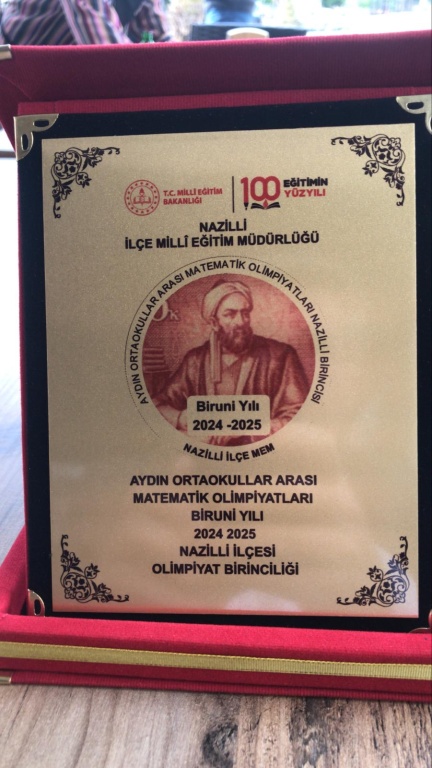 T.C. MİLLÎ EĞİTİM
BAKANLIĞI
100 EĞİTİMİN
YÜZYILI
NAZİLLİ
İLÇE MİLLÎ EĞİTİM MÜDÜRLÜĞÜ
AYDIN ORTAOKULLAR ARASI MATEMATİK OLİMPİYATLARI NAZİLLİ BİRİNCİSİ
Biruni Yılı
2024 -2025
NAZİLLİ İLÇE MEM
AYDIN ORTAOKULLAR ARASI
MATEMATİK OLİMPİYATLARI
BİRUNİ YILI
2024 2025
NAZİLLİ İLÇESİ
OLİMPİYAT BİRİNCİLİĞİ